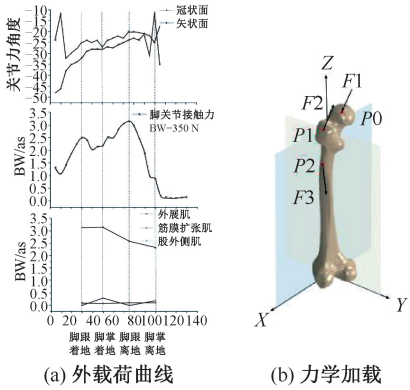 冠状面
矢状面
关节力角度
-10
-15
-20
-25
-30
-35
-40
-45
-50
脚关节接触力
BW=350 N
BW/as
3.5
3.0
2.5
2.0
1.5
1.0
0.5
0.0
外展肌
筋膜扩张肌
股外侧肌
BW/as
3.5
3.0
2.5
2.0
1.5
1.0
0.5
0.0
0 20 40 60 80 100 120 140
脚跟着地
脚掌着地
脚跟离地
脚掌离地
(a) 外载荷曲线
Z
F1
F2
P0
P1
P2
F3
X
Y
(b) 力学加载